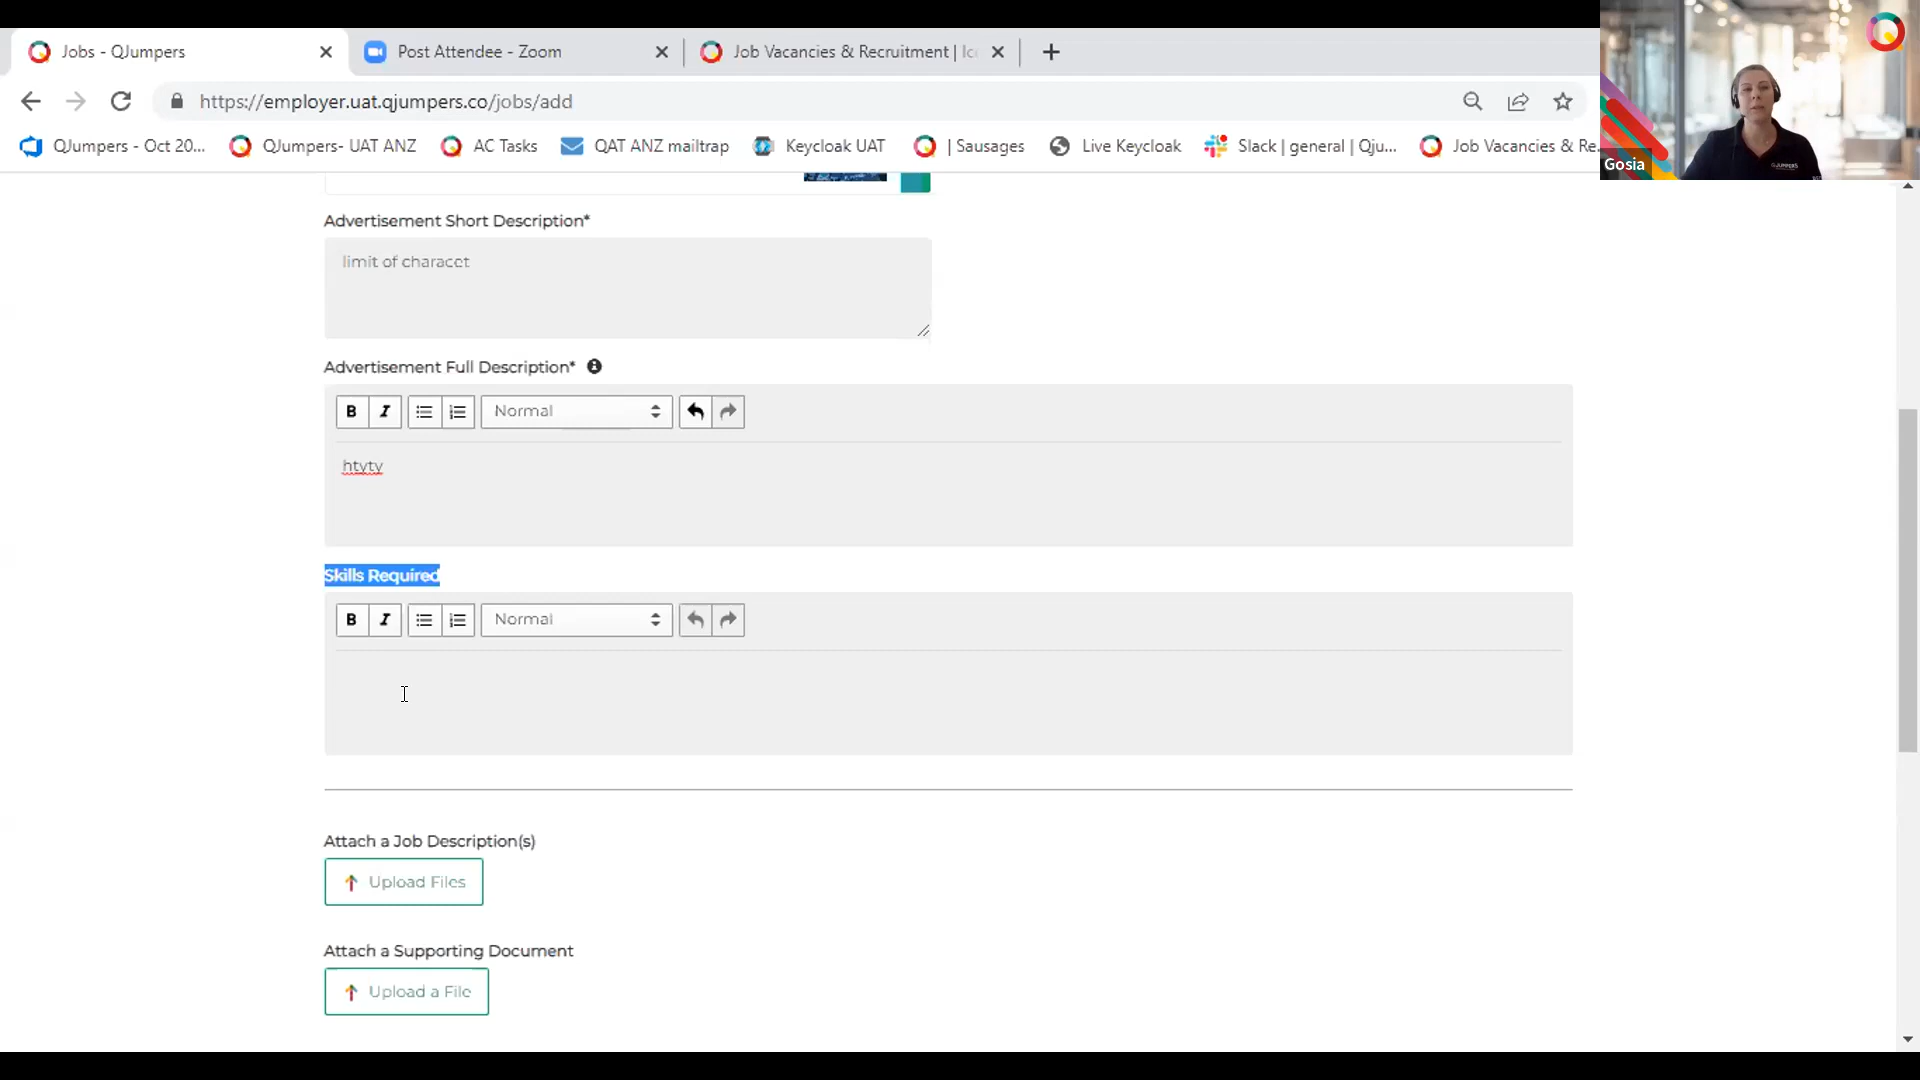 Jobs - QJumpers
Post Attendee - Zoom
Job Vacancies & Recruitment | Ic
https://employer.uat.qjumpers.co/jobs/add
QJumpers - Oct 20...
QJumpers- UAT ANZ
AC Tasks
QAT ANZ mailtrap
Keycloak UAT
| Sausages
Live Keycloak
Slack | general | Qju...
Job Vacancies & Re
QJUMPERS
Gosia
Advertisement Short Description*
limit of characet
Advertisement Full Description*
B I Normal
htyty
Skills Required
B I Normal
Attach a Job Description(s)
Upload Files
Attach a Supporting Document
Upload a File